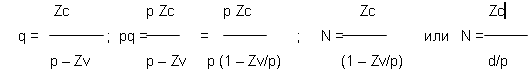 Zc p Zc p Zc Zc Zc
q = ; pq = = ; N = или N =
p – Zv p – Zv p (1 – Zv/p) (1 – Zv/p) d/p